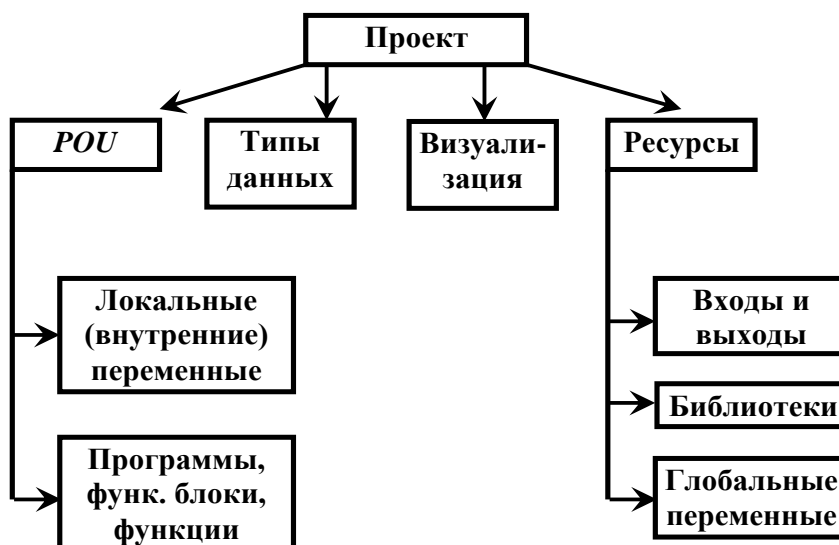 Проект
POU
Типы
данных
Визуали-
зация
Ресурсы
Локальные
(внутренние)
переменные
Программы,
функ. блоки,
функции
Входы и
выходы
Библиотеки
Глобальные
переменные